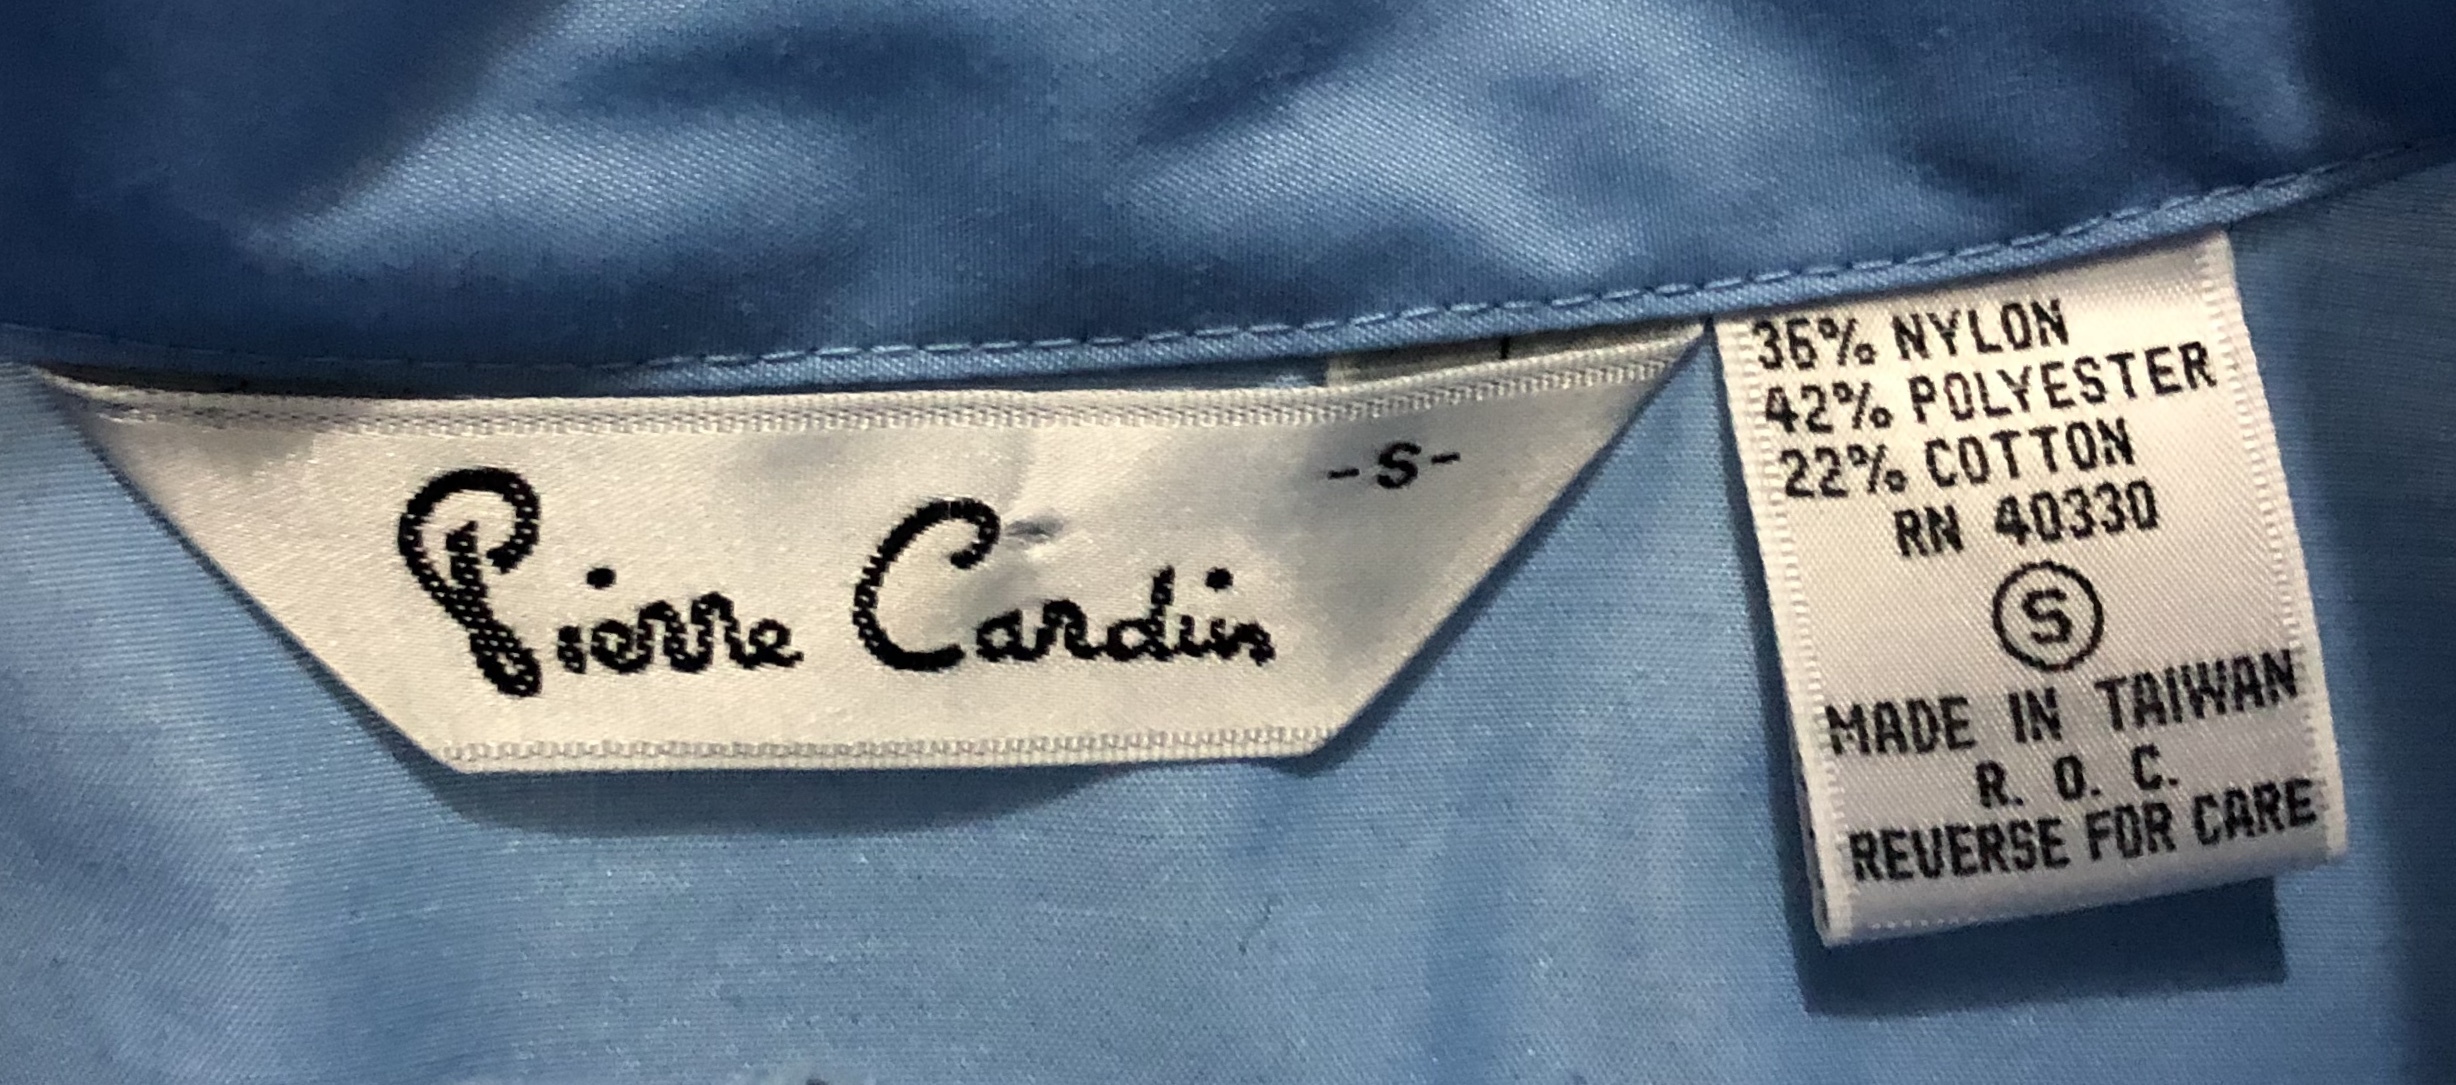 Pierre Cardin
-S-
36% NYLON
42% POLYESTER
22% COTTON
RN 40330
S
MADE IN TAIWAN
R. O. C.
REVERSE FOR CARE